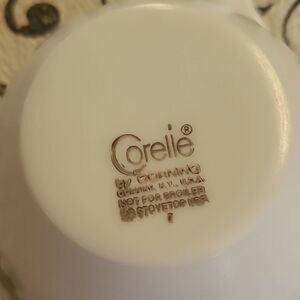 Corelle®
BY CORNING
CORNING, N.Y., U.S.A.
NOT FOR BROILER/
OR STOVETOP USE